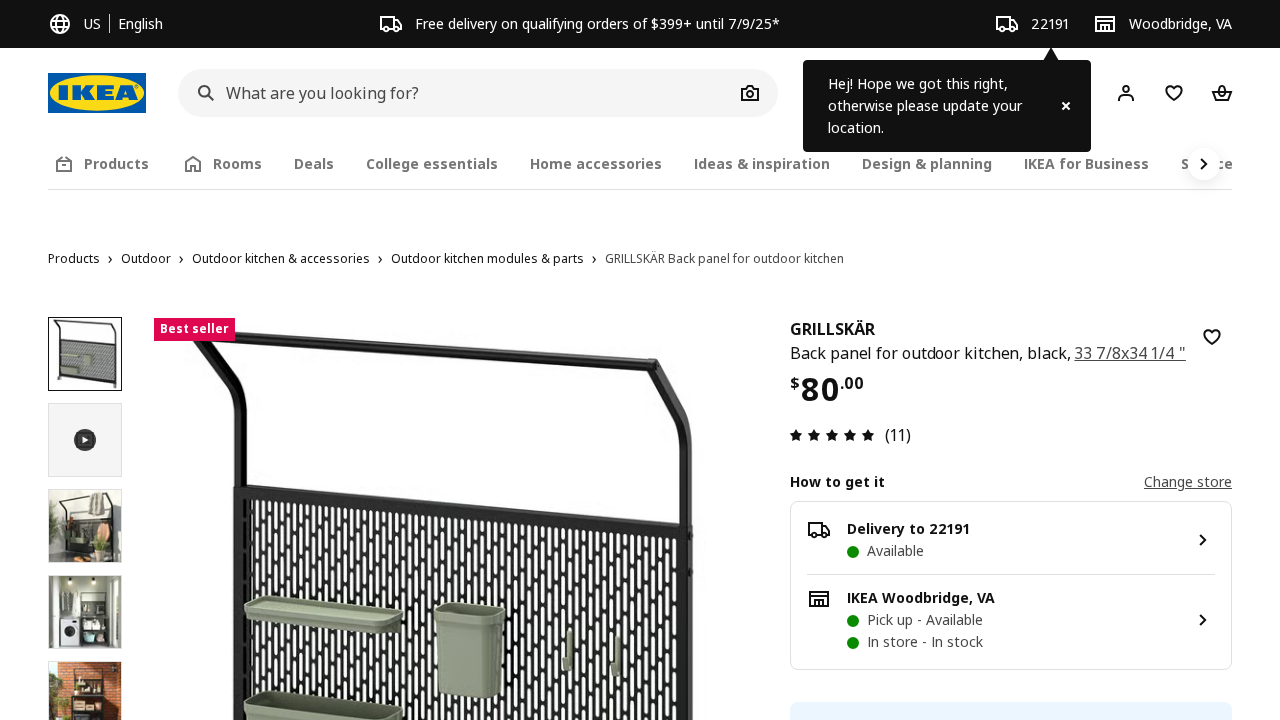 US English
Free delivery on qualifying orders of $399+ until 7/9/25*
22191
Woodbridge, VA
IKEA
What are you looking for?
Hej! Hope we got this right,
otherwise please update your
location.
Products
Rooms
Deals
College essentials
Home accessories
Ideas & inspiration
Design & planning
IKEA for Business
Products › Outdoor › Outdoor kitchen & accessories › Outdoor kitchen modules & parts › GRILLSKÄR Back panel for outdoor kitchen
Best seller
GRILLSKÄR
Back panel for outdoor kitchen, black, 33 7/8x34 1/4 "
$80.00
(11)
How to get it
Change store
Delivery to 22191
Available
IKEA Woodbridge, VA
Pick up - Available
In store - In stock